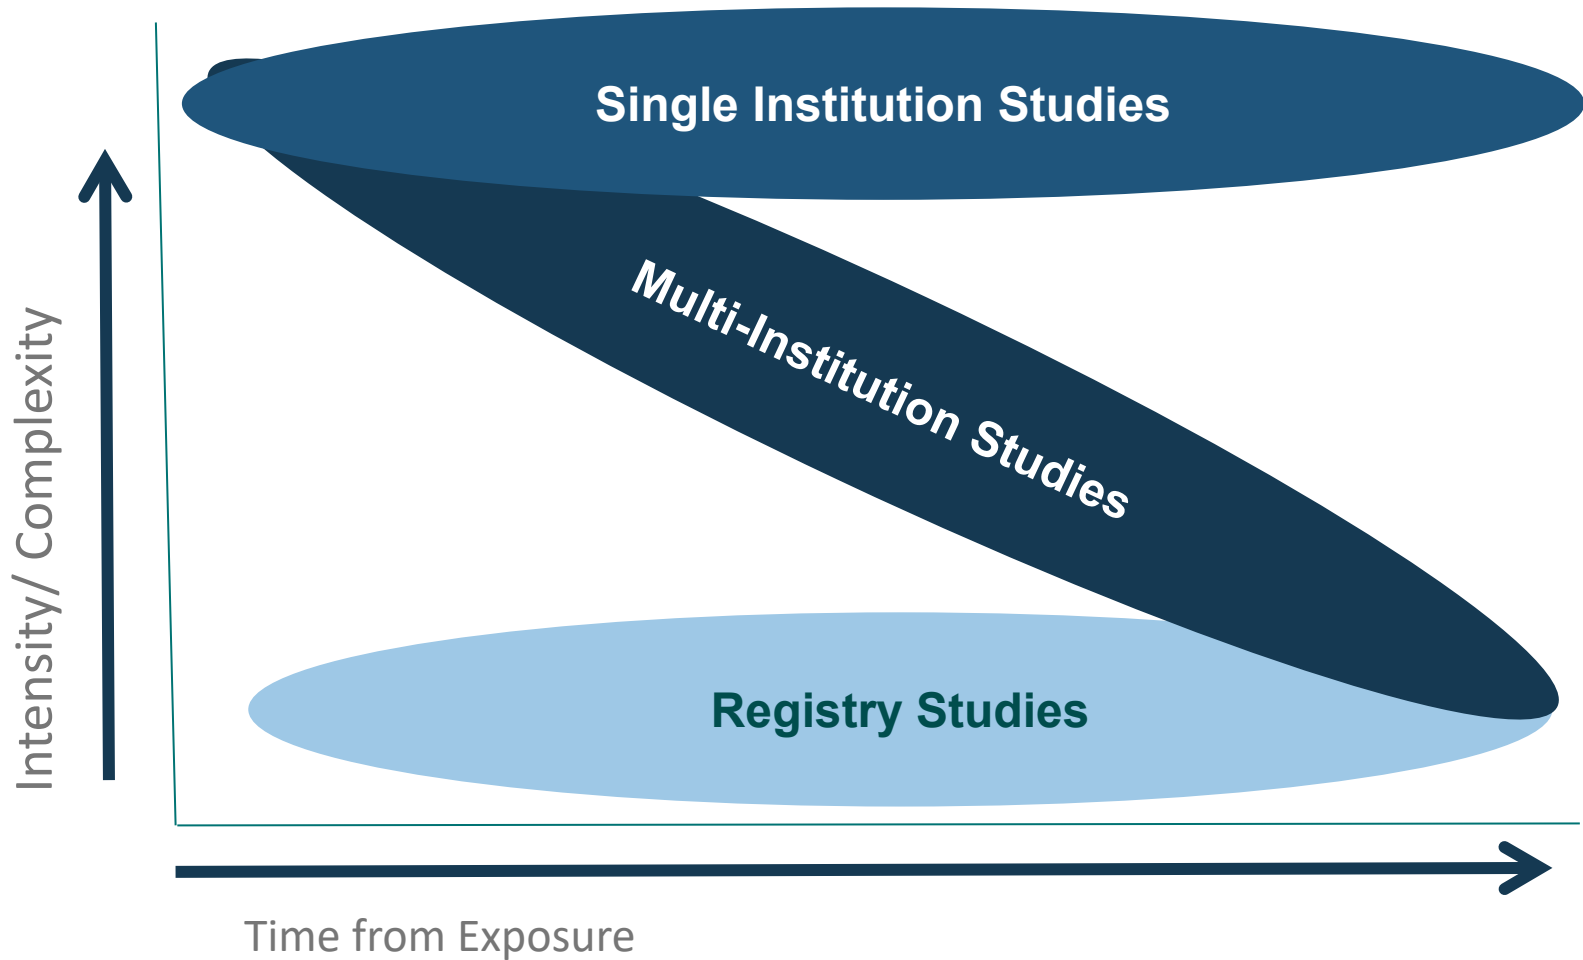 Single Institution Studies
Multi-Institution Studies
Registry Studies
Intensity/ Complexity
Time from Exposure